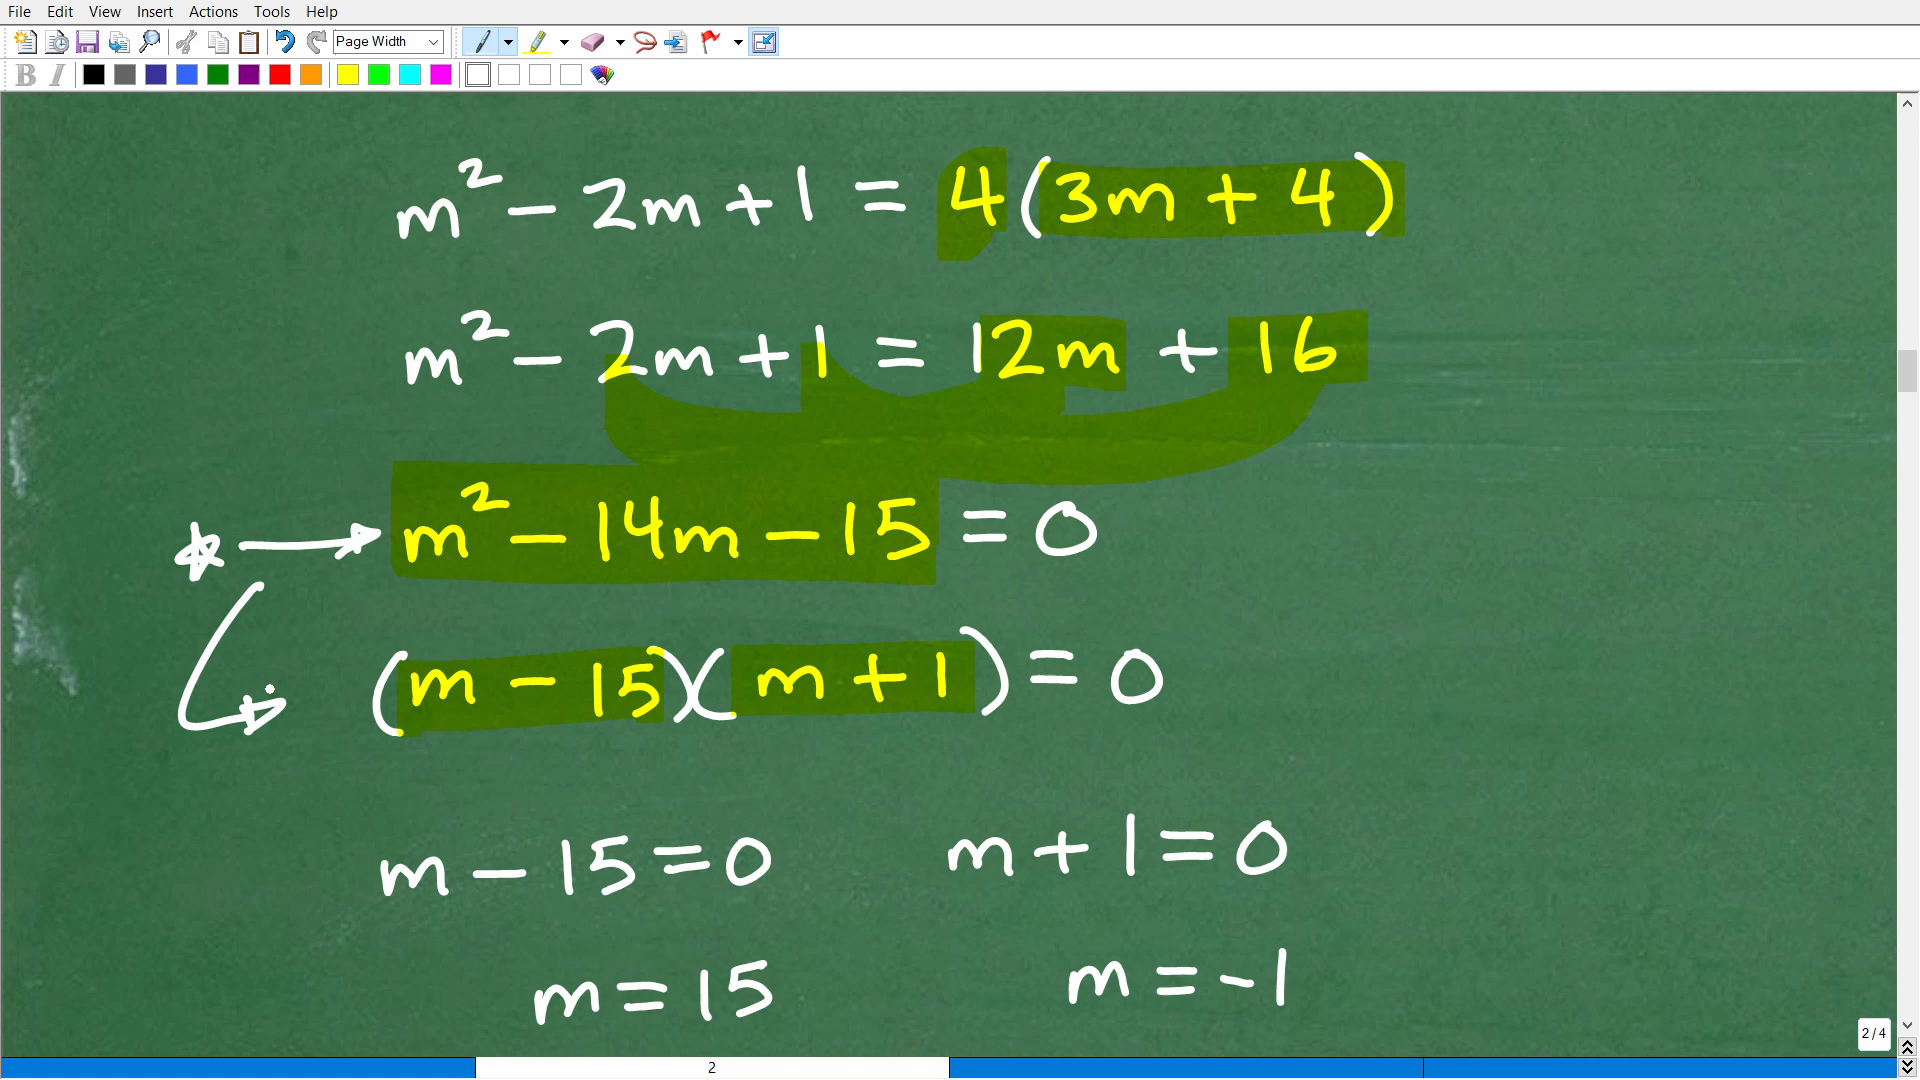 File Edit View Insert Actions Tools Help
Page Width
B I
m² - 2m + 1 = 4(3m + 4)
m² - 2m + 1 = 12m + 16
m² - 14m - 15 = 0
(m - 15)(m + 1) = 0
m - 15 = 0 m + 1 = 0
m = 15 m = -1
2 / 4
2